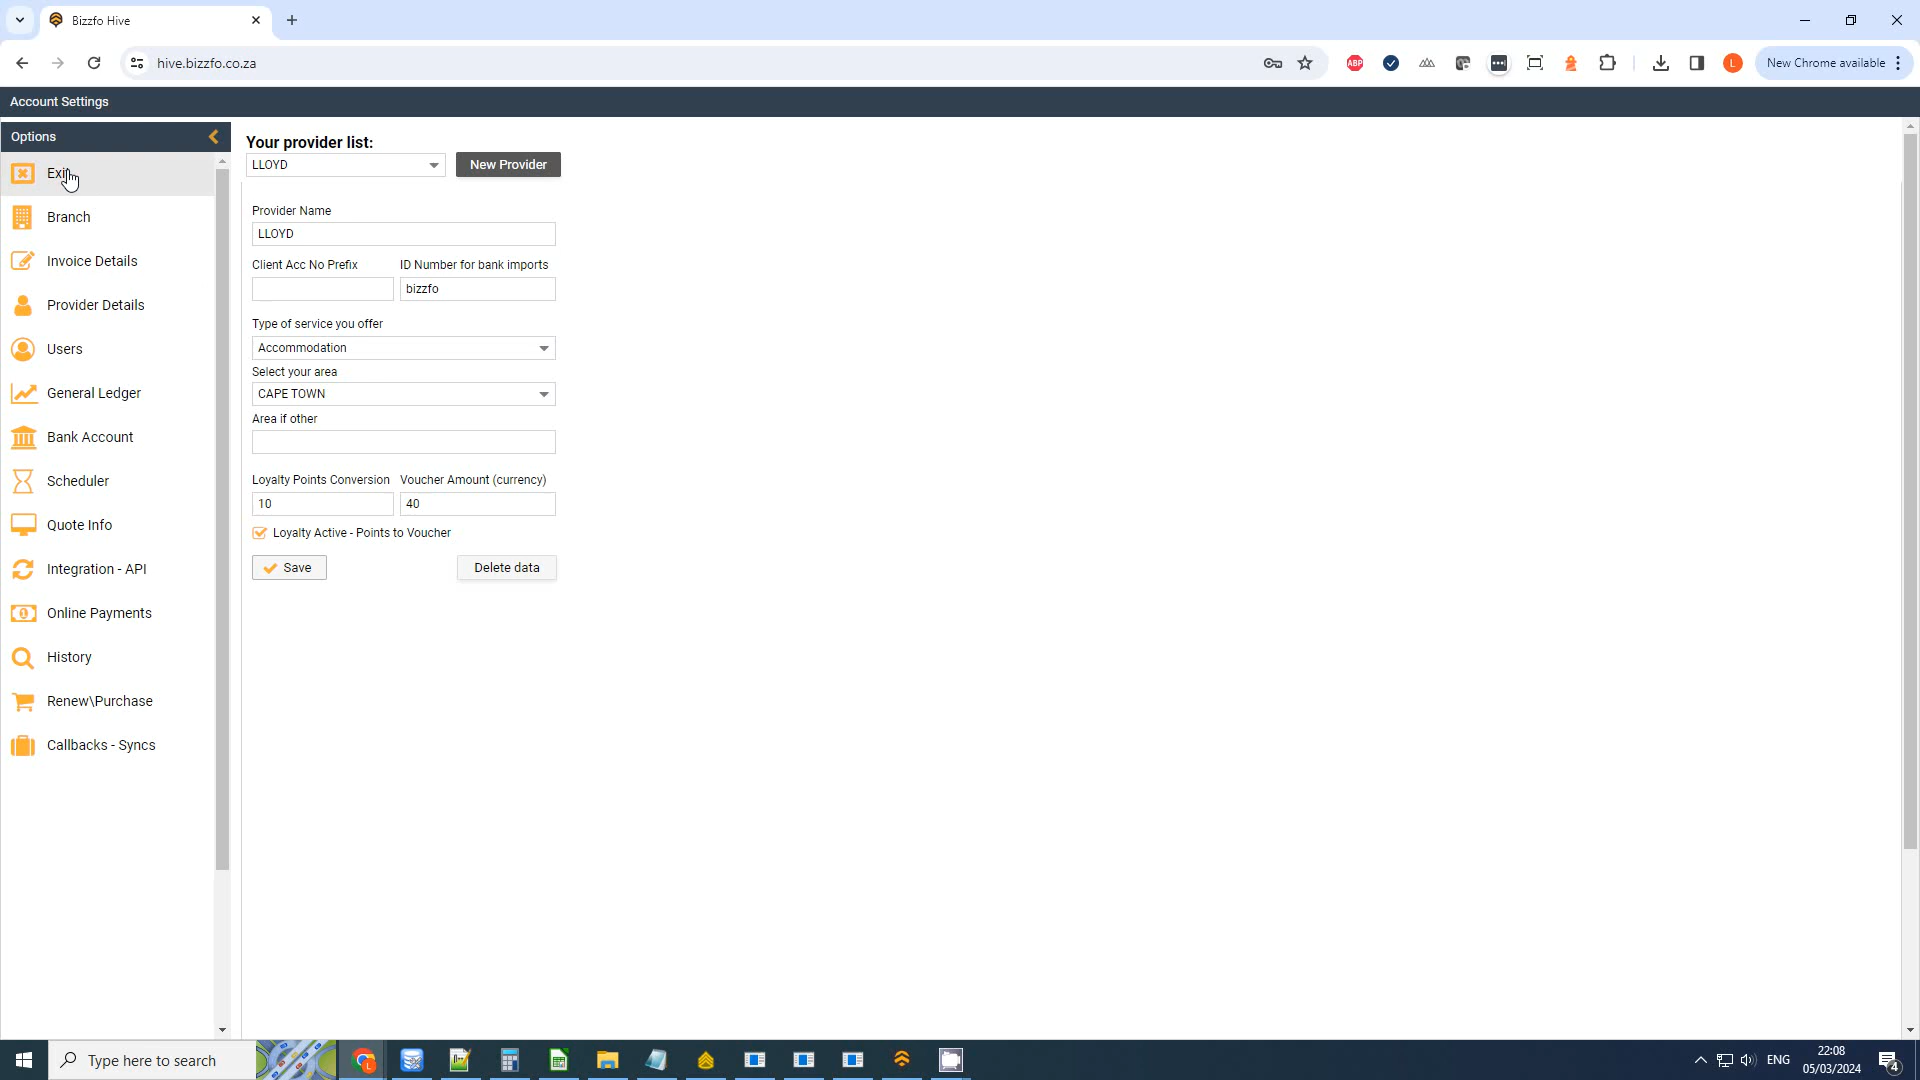 Bizzfo Hive
hive.bizzfo.co.za
ABP
L
New Chrome available
Account Settings
Options
Your provider list:
LLOYD
New Provider
Exit
Branch
Invoice Details
Provider Details
Users
General Ledger
Bank Account
Scheduler
Quote Info
Integration - API
Online Payments
History
Renew\Purchase
Callbacks - Syncs
Provider Name
LLOYD
Client Acc No Prefix ID Number for bank imports
bizzfo
Type of service you offer
Accommodation
Select your area
CAPE TOWN
Area if other
Loyalty Points Conversion Voucher Amount (currency)
10 40
Loyalty Active - Points to Voucher
Save Delete data
Type here to search
L
ENG
22:08
05/03/2024
4